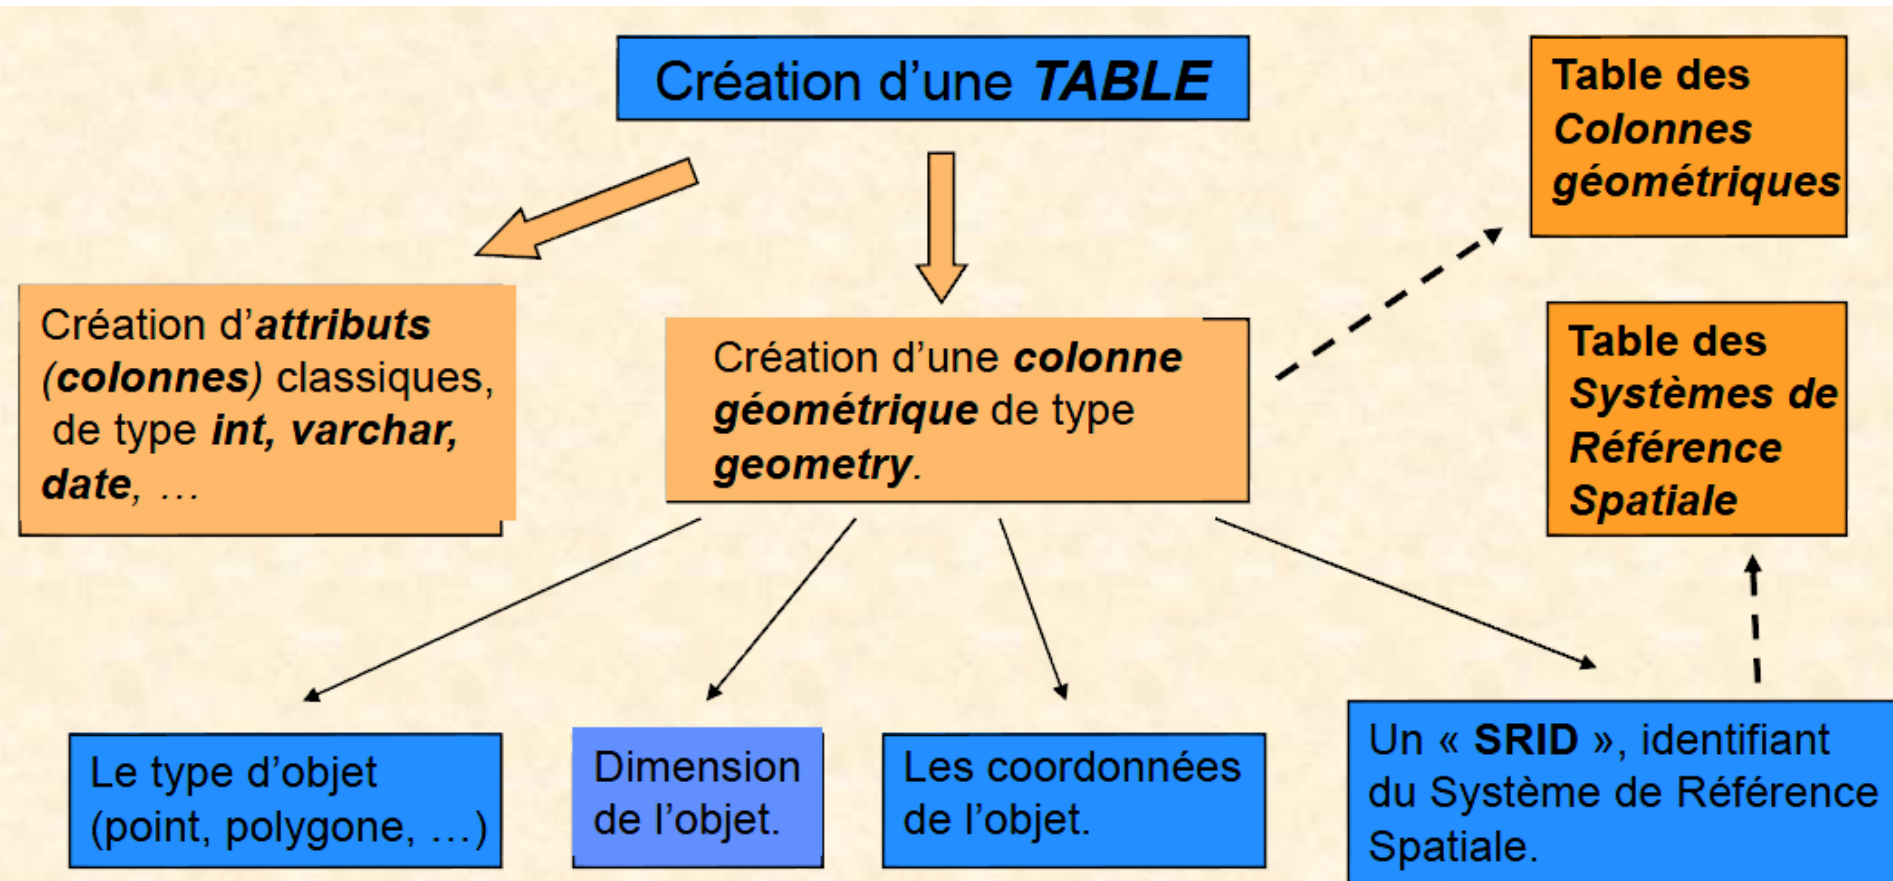 Création d’une TABLE
Table des
Colonnes
géométriques
Création d’attributs
(colonnes) classiques,
de type int, varchar,
date, …
Création d’une colonne
géométrique de type
geometry.
Table des
Systèmes de
Référence
Spatiale
Le type d’objet
(point, polygone, …)
Dimension
de l’objet.
Les coordonnées
de l’objet.
Un « SRID », identifiant
du Système de Référence
Spatiale.